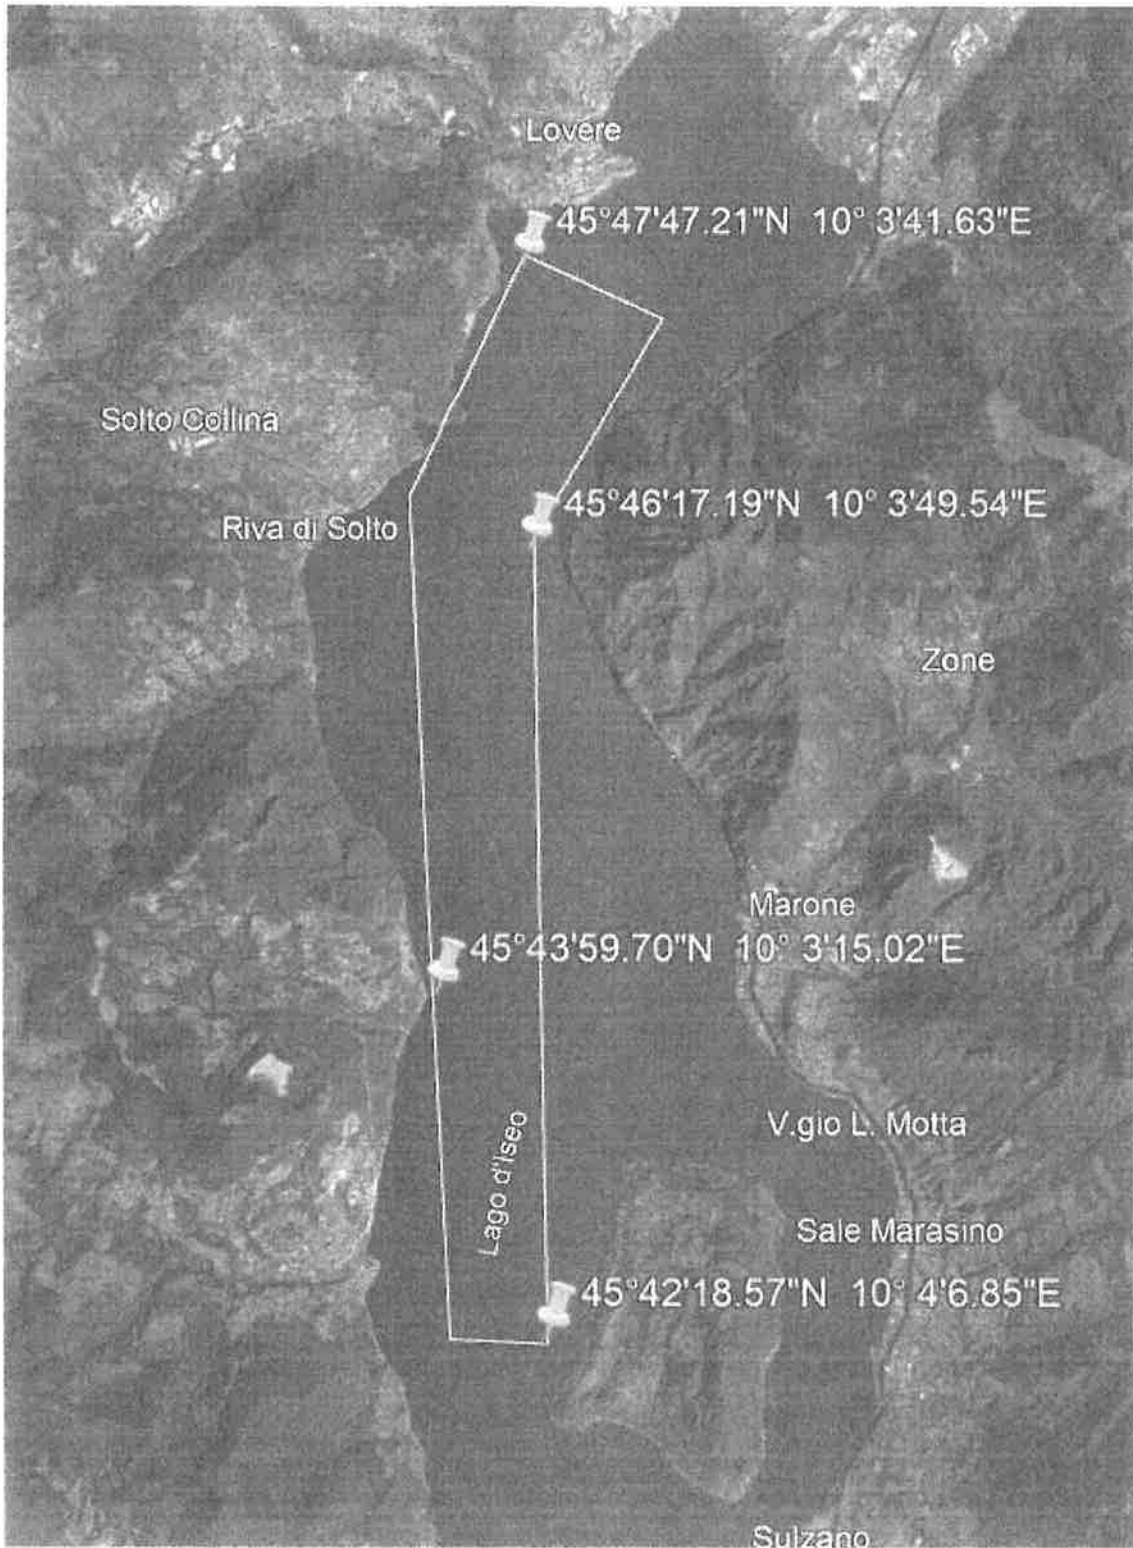 Lovere
45°47'47.21"N 10° 3'41.63"E
Solto Collina
45°46'17.19"N 10° 3'49.54"E
Riva di Solto
Zone
Marone
45°43'59.70"N 10° 3'15.02"E
V.gio L. Motta
Lago d'Iseo
Sale Marasino
45°42'18.57"N 10° 4'6.85"E
Sulzano